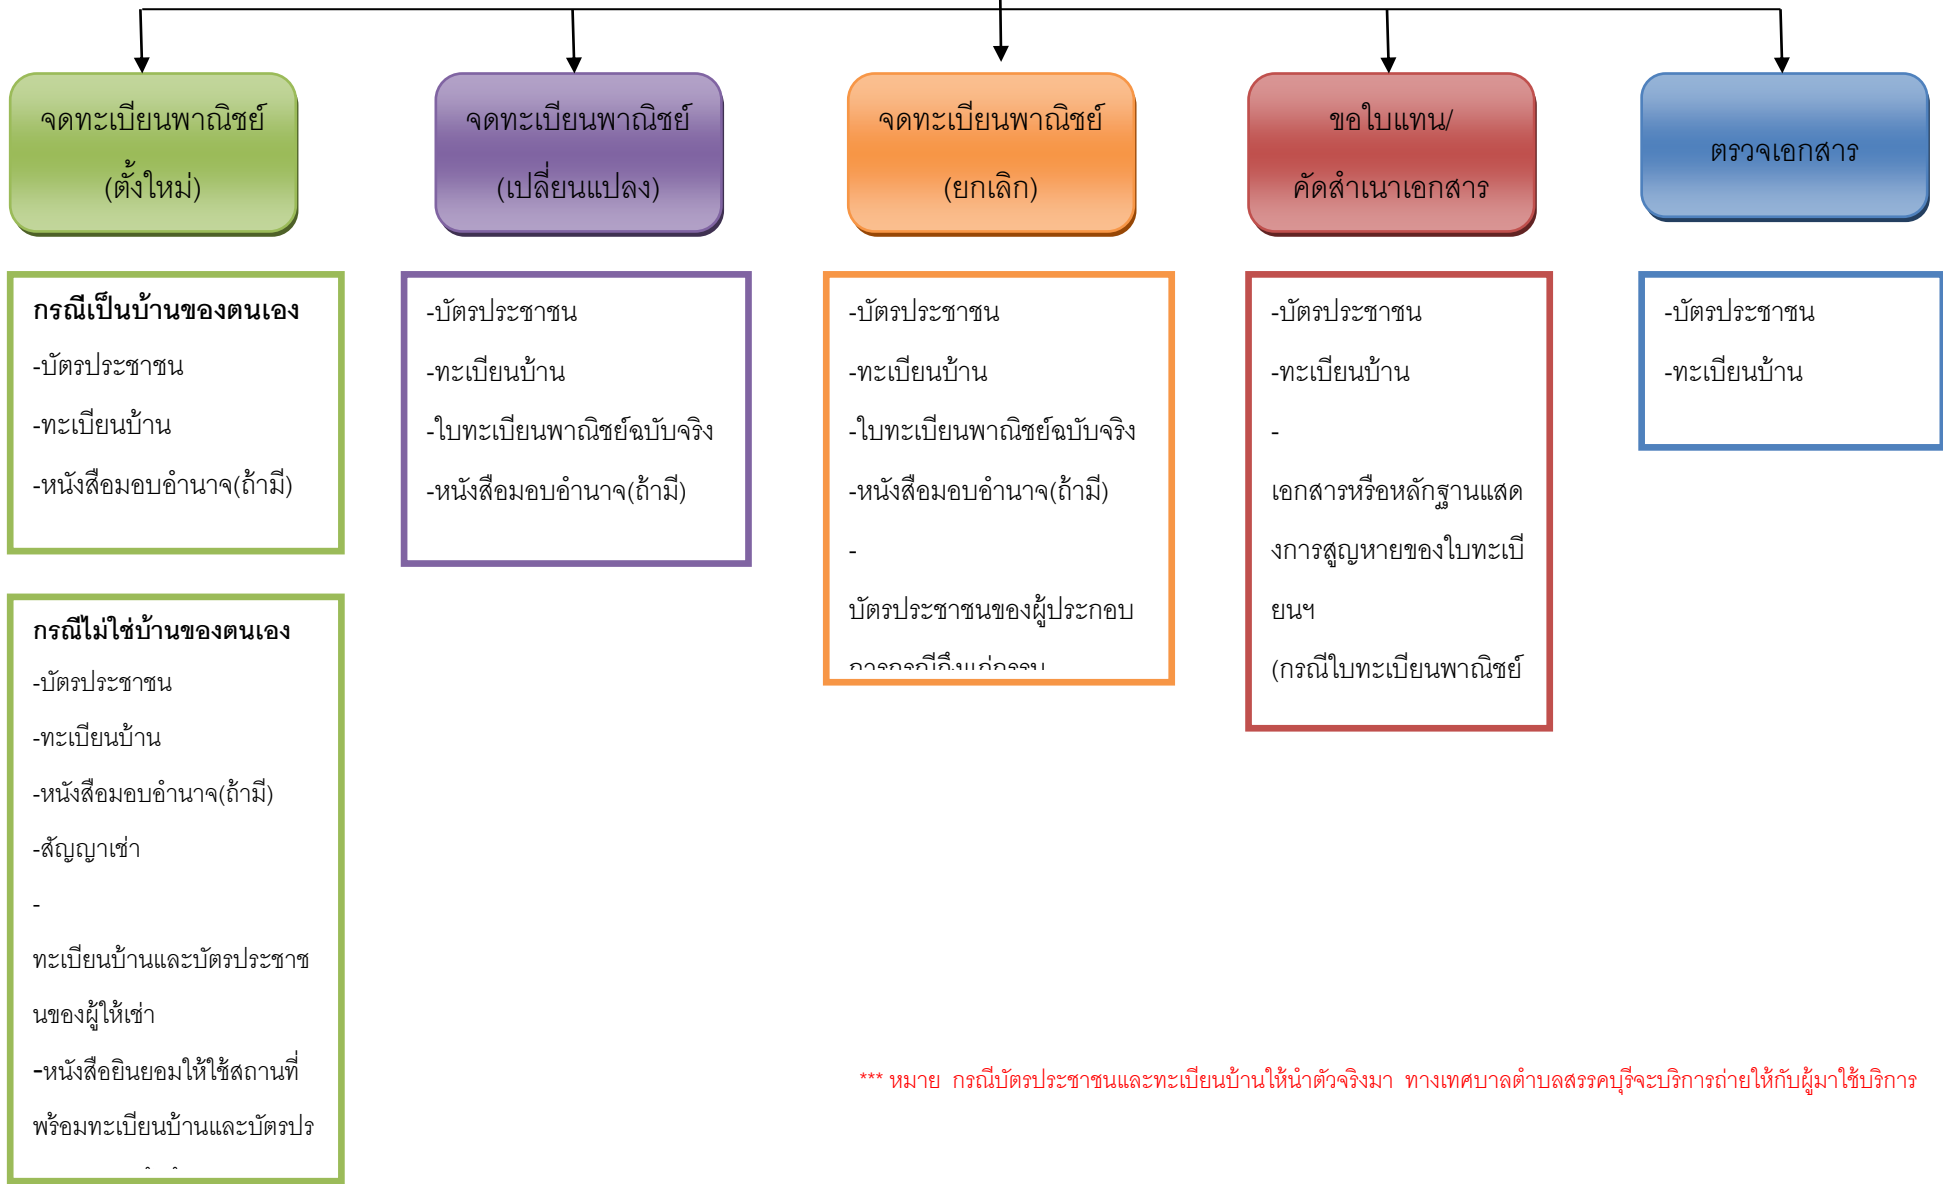 จดทะเบียนพาณิชย์
(ตั้งใหม่)
จดทะเบียนพาณิชย์
(เปลี่ยนแปลง)
จดทะเบียนพาณิชย์
(ยกเลิก)
ขอใบแทน/
คัดสำเนาเอกสาร
ตรวจเอกสาร
กรณีเป็นบ้านของตนเอง
-บัตรประชาชน
-ทะเบียนบ้าน
-หนังสือมอบอำนาจ(ถ้ามี)
กรณีไม่ใช่บ้านของตนเอง
-บัตรประชาชน
-ทะเบียนบ้าน
-หนังสือมอบอำนาจ(ถ้ามี)
-สัญญาเช่า
-
ทะเบียนบ้านและบัตรประชาช
นของผู้ให้เช่า
-หนังสือยินยอมให้ใช้สถานที่
พร้อมทะเบียนบ้านและบัตรปร
-บัตรประชาชน
-ทะเบียนบ้าน
-ใบทะเบียนพาณิชย์ฉบับจริง
-หนังสือมอบอำนาจ(ถ้ามี)
-บัตรประชาชน
-ทะเบียนบ้าน
-ใบทะเบียนพาณิชย์ฉบับจริง
-หนังสือมอบอำนาจ(ถ้ามี)
-
บัตรประชาชนของผู้ประกอบ
การกรณีถึงแก่กรรม
-บัตรประชาชน
-ทะเบียนบ้าน
-
เอกสารหรือหลักฐานแสด
งการสูญหายของใบทะเบี
ยนฯ
(กรณีใบทะเบียนพาณิชย์
-บัตรประชาชน
-ทะเบียนบ้าน
*** หมาย กรณีบัตรประชาชนและทะเบียนบ้านให้นำตัวจริงมา ทางเทศบาลตำบลสรรคบุรีจะบริการถ่ายให้กับผู้มาใช้บริการ